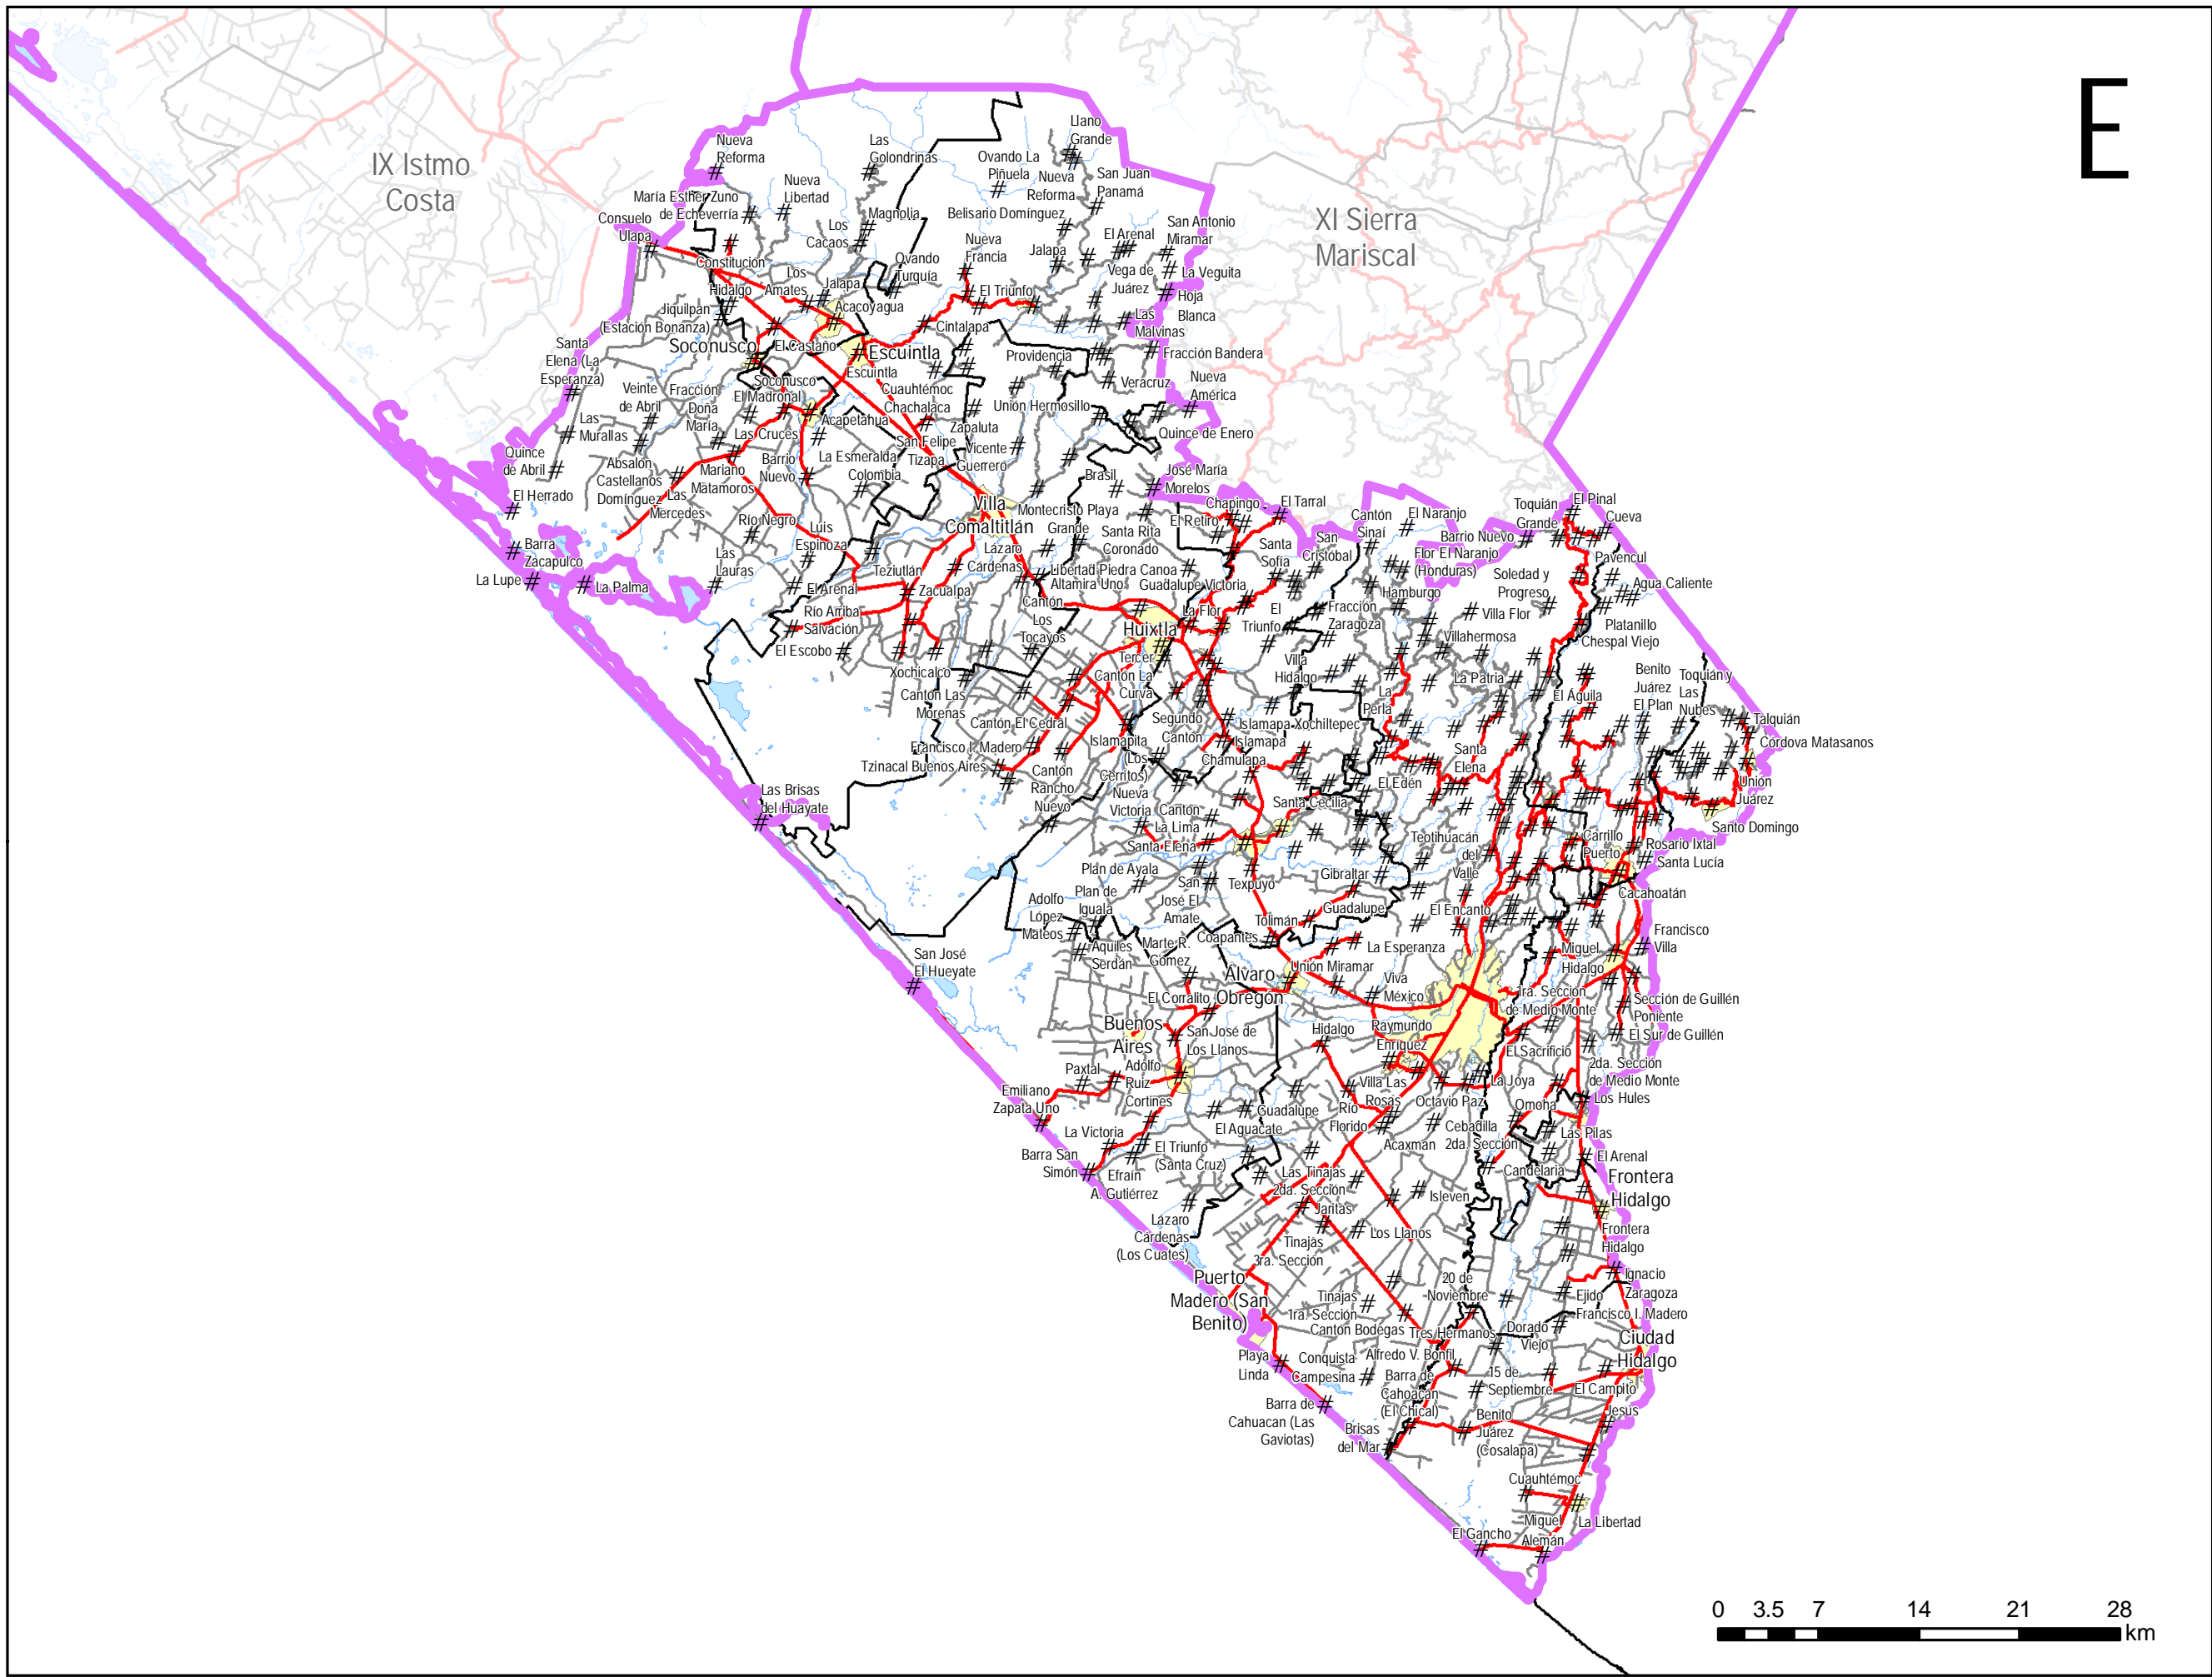 E
IX Istmo
Costa
XI Sierra
Mariscal
Nueva
Reforma
Las
Golondrinas
Llano
Grande
Ovando La
Piñuela
Nueva
Reforma
San Juan
Panamá
María Esther Zuno
de Echeverría
Nueva
Libertad
Consuelo
Ulapa
Magnolia
Los
Cacaos
Belisario Domínguez
El Arenal
San Antonio
Miramar
Nueva
Francia
Jalapa
Constitución
Ovando
Turquía
Vega de
Juárez
La Veguita
Hidalgo
Los
Amates
Jalapa
El Triunfo
Hoja
Blanca
Jiquilpán
(Estación Bonanza)
Acacoyagua
Cintalapa
Las
Malvinas
Soconusco
El Castaño
Escuintla
Escuintla
Providencia
Fracción Bandera
Santa
Elena (La
Esperanza)
Veinte
de Abril
Fracción
Doña
María
Soconusco
El Madronal
Cuauhtémoc
Chachalaca
Veracruz
Nueva
América
Unión Hermosillo
Las
Murallas
Las Cruces
Acapetahua
Zapaluta
Quince de Enero
San Felipe
Tizapa
Vicente
Guerrero
Quince
de Abril
Absalón
Castellanos
Domínguez
Mariano
Matamoros
Barrio
Nuevo
La Esmeralda
Colombia
Brasil
José María
Morelos
El Herrado
Las
Mercedes
Villa
Comaltitlán
Montecristo Playa
Grande
Chapingo
El Tarral
El Retiro
Río Negro
Luis
Espinoza
Santa Rita
Coronado
Santa
Sofía
San
Cristóbal
Cantón
Sinaí
El Naranjo
Toquián
Grande
El Pinal
Cueva
Barrio Nuevo
Barra
Zacapulco
Las
Lauras
Lázaro
Cárdenas
Libertad Piedra Canoa
Altamira Uno
Guadalupe Victoria
Flor El Naranjo
(Honduras)
Pavencul
La Lupe
La Palma
Teziutlán
El Arenal
Zacualpa
Soledad y
Progreso
Agua Caliente
Hamburgo
Río Arriba
Salvación
Cantón
Los
Tocayos
La Flor
El
Triunfo
Fracción
Zaragoza
Villa Flor
Huixtla
Platanillo
Chespal Viejo
Villahermosa
El Escobo
Tercer
Cantón La
Curva
Villa
Hidalgo
Xochicalco
Cantón Las
Morenas
La
Perla
La Patria
El Águila
Benito
Juárez
El Plan
Toquián y
Las
Nubes
Cantón El Cedral
Segundo
Cantón
Islamapa Xochiltepec
Islamapa
Talquián
Córdova Matasanos
Francisco I. Madero
Islamapita
(Los
Cerritos)
Tzinacal Buenos Aires
Cantón
Rancho
Nuevo
Chamulapa
Santa
Elena
El Edén
Unión
Juárez
Las Brisas
del Huayate
Nueva
Victoria
Cantón
La Lima
Santa Cecilia
Santo Domingo
Santa Elena
Teotihuacán
del
Valle
Carrillo
Puerto
Rosario Ixtal
Santa Lucía
Plan de Ayala
San
José El
Amate
Texpuyo
Gibraltar
Cacahoatán
Adolfo
López
Mateos
Plan de
Iguala
Guadalupe
El Encanto
Tolimán
Coapantes
Aquiles
Serdán
Marte R.
Gómez
La Esperanza
Francisco
Villa
Miguel
Hidalgo
San José
El Hueyate
Álvaro
Obregón
Unión Miramar
Viva
México
El Corralito
1ra. Sección
de Medio Monte
Sección de Guillén
Poniente
Buenos
Aires
San José de
Los Llanos
Hidalgo
Raymundo
Enríquez
El Sacrificio
El Sur de Guillén
2da. Sección
de Medio Monte
Paxtal
Adolfo
Ruiz
Cortines
Emiliano
Zapata Uno
Villa Las
Rosas
La Joya
Octavio Paz
Omoha
Los Hules
Guadalupe
Río
Florido
La Victoria
El Aguacate
Acaxman
Cebadilla
2da. Sección
Las Pilas
El Triunfo
(Santa Cruz)
Barra San
Simón
Efraín
A. Gutiérrez
El Arenal
Candelaria
Las Tinajas
2da. Sección
Frontera
Hidalgo
Isleven
Jaritas
Lázaro
Cárdenas
(Los Cuates)
Los Llanos
Frontera
Hidalgo
Tinajas
3ra. Sección
Puerto
Madero (San
Benito)
20 de
Noviembre
Ignacio
Zaragoza
Ejido
Francisco I. Madero
Tinajas
1ra. Sección
Cantón Bodegas
Tres Hermanos
Dorado
Viejo
Ciudad
Hidalgo
Playa
Linda
Conquista
Campesina
Alfredo V. Bonfil
15 de
Septiembre
El Campito
Barra de
Cahoacán
(El Chical)
Barra de
Cahuacan (Las
Gaviotas)
Jesús
Benito
Juárez
(Cosalapa)
Brisas
del Mar
Cuauhtémoc
La Libertad
Miguel
Alemán
El Gancho
0 3.5 7 14 21 28
km